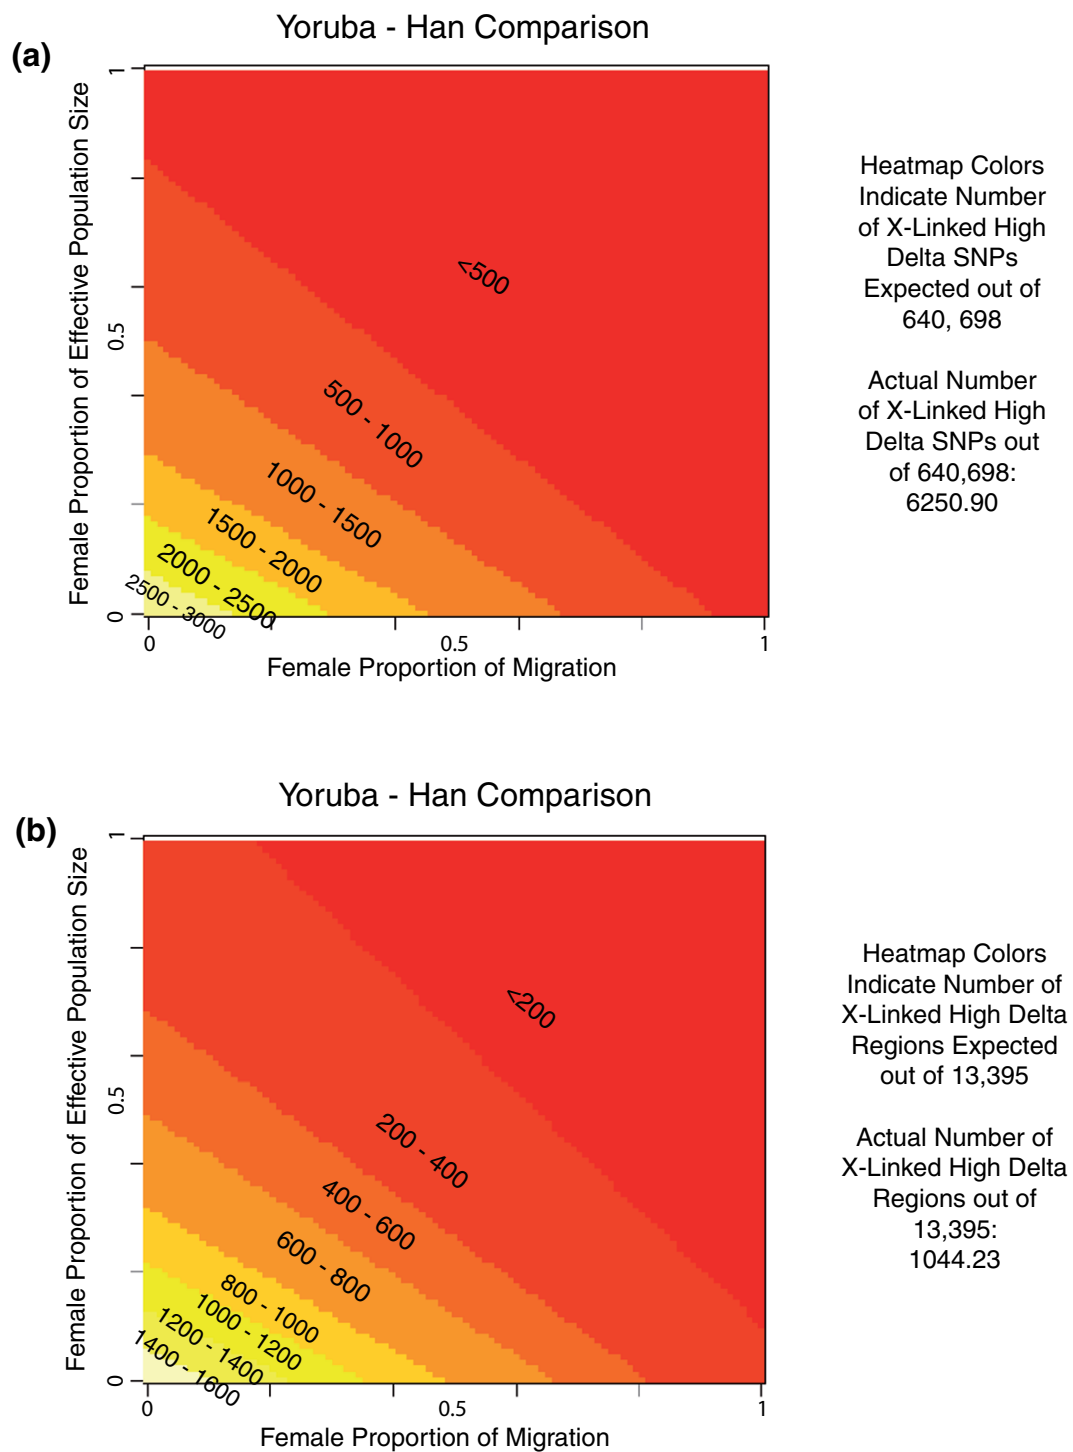 Yoruba - Han Comparison
(a)
Female Proportion of Effective Population Size
1
0.5
0
<500
500 - 1000
1000 - 1500
1500 - 2000
2000 - 2500
2500 - 3000
0
0.5
1
Female Proportion of Migration
Heatmap Colors
Indicate Number
of X-Linked High
Delta SNPs
Expected out of
640, 698
Actual Number
of X-Linked High
Delta SNPs out
of 640,698:
6250.90
Yoruba - Han Comparison
(b)
Female Proportion of Effective Population Size
1
0.5
0
<200
200 - 400
400 - 600
600 - 800
800 - 1000
1000 - 1200
1200 - 1400
1400 - 1600
0
0.5
1
Female Proportion of Migration
Heatmap Colors
Indicate Number of
X-Linked High Delta
Regions Expected
out of 13,395
Actual Number of
X-Linked High Delta
Regions out of
13,395:
1044.23